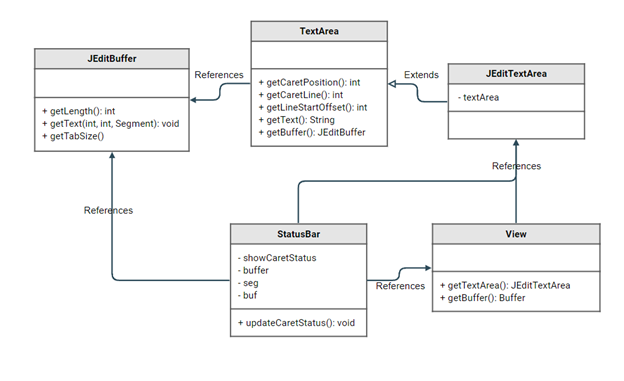 TextArea
+ getCaretPosition(): int
+ getCaretLine(): int
+ getLineStartOffset(): int
+ getText(): String
+ getBuffer(): JEditBuffer
JEditBuffer
+ getLength(): int
+ getText(int, int, Segment): void
+ getTabSize()
References
Extends
JEditTextArea
- textArea
References
References
StatusBar
- showCaretStatus
- buffer
- seg
- buf
+ updateCaretStatus(): void
References
View
+ getTextArea(): JEditTextArea
+ getBuffer(): Buffer